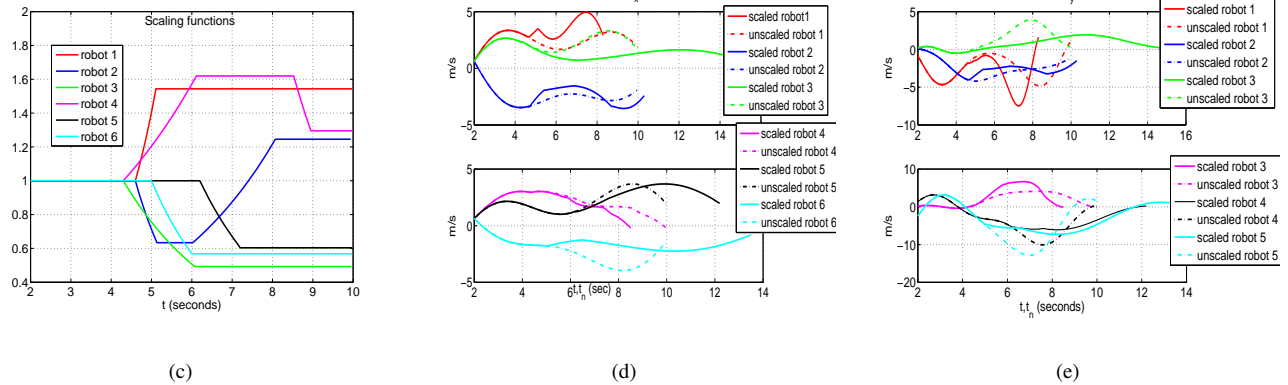 Scaling functions
2
1.8
1.6
1.4
1.2
1
0.8
0.6
0.4
robot 1
robot 2
robot 3
robot 4
robot 5
robot 6
2 3 4 5 6 7 8 9 10
t (seconds)
(c)
5
0
−5
m/s
scaled robot1
unscaled robot 1
scaled robot 2
unscaled robot 2
scaled robot 3
unscaled robot 3
2 4 6 8 10 12 14
5
0
−5
m/s
scaled robot 4
unscaled robot 4
scaled robot 5
unscaled robot 5
scaled robot 6
unscaled robot 6
2 4 6 8 10 12 14
t,tn (sec)
(d)
5
0
−5
−10
m/s
scaled robot 1
unscaled robot 1
scaled robot 2
unscaled robot 2
scaled robot 3
unscaled robot 3
2 4 6 8 10 12 14 16
10
0
−10
−20
m/s
scaled robot 3
unscaled robot 3
scaled robot 4
unscaled robot 4
scaled robot 5
unscaled robot 5
2 4 6 8 10 12 14
t,tn (seconds)
(e)